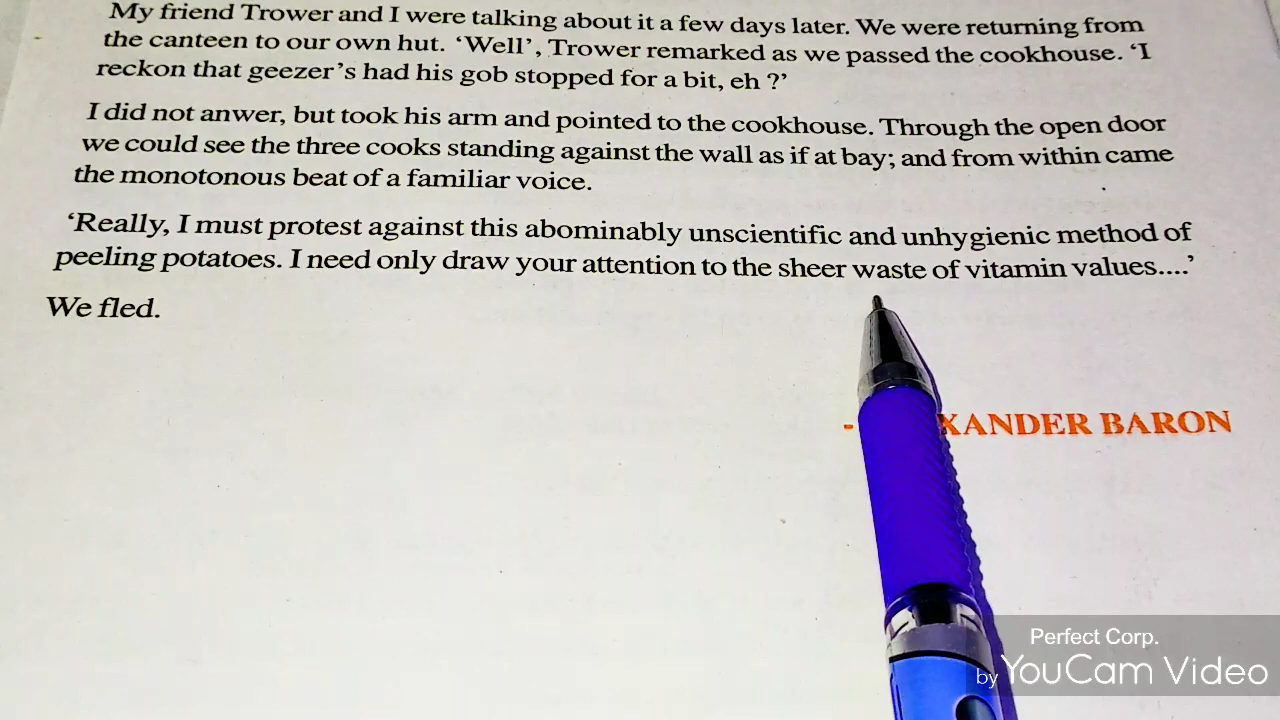 My friend Trower and I were talking about it a few days later. We were returning from
the canteen to our own hut. ‘Well’, Trower remarked as we passed the cookhouse. ‘I
reckon that geezer’s had his gob stopped for a bit, eh ?’
I did not anwer, but took his arm and pointed to the cookhouse. Through the open door
we could see the three cooks standing against the wall as if at bay; and from within came
the monotonous beat of a familiar voice.
‘Really, I must protest against this abominably unscientific and unhygienic method of
peeling potatoes. I need only draw your attention to the sheer waste of vitamin values....’
We fled.
- XANDER BARON
Perfect Corp.
by YouCam Video